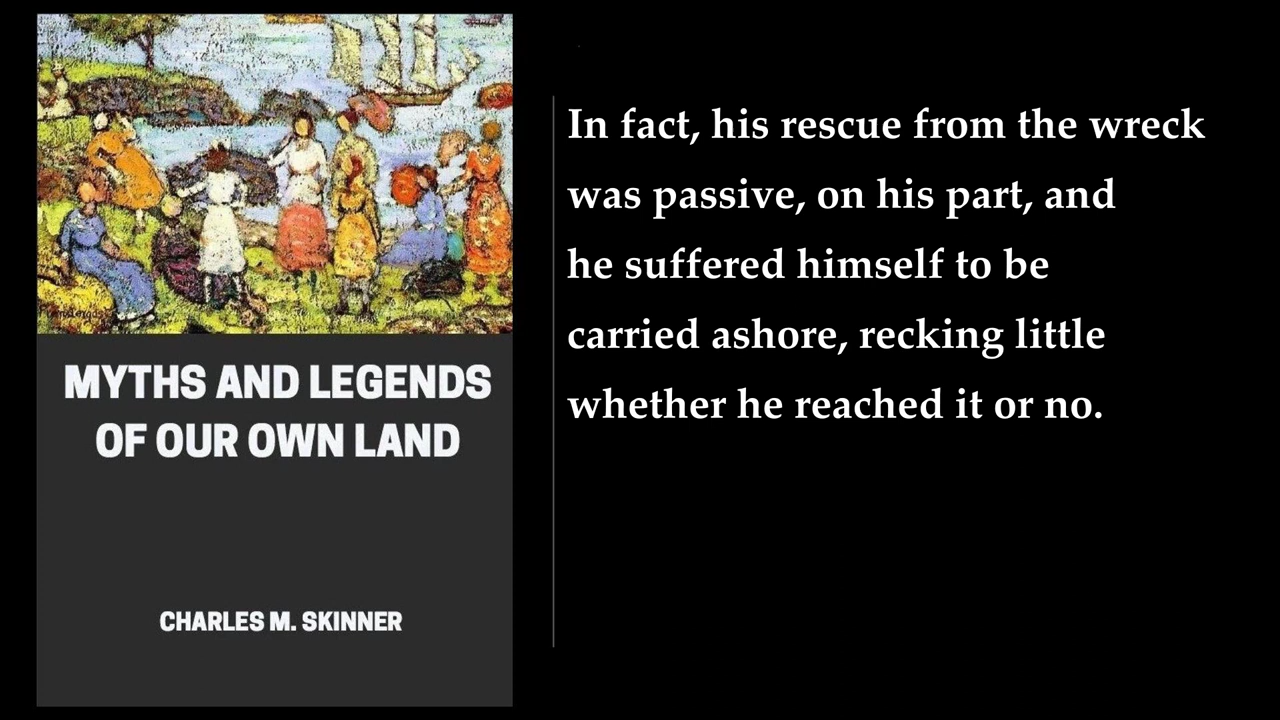 MYTHS AND LEGENDS
OF OUR OWN LAND
CHARLES M. SKINNER
In fact, his rescue from the wreck
was passive, on his part, and
he suffered himself to be
carried ashore, recking little
whether he reached it or no.